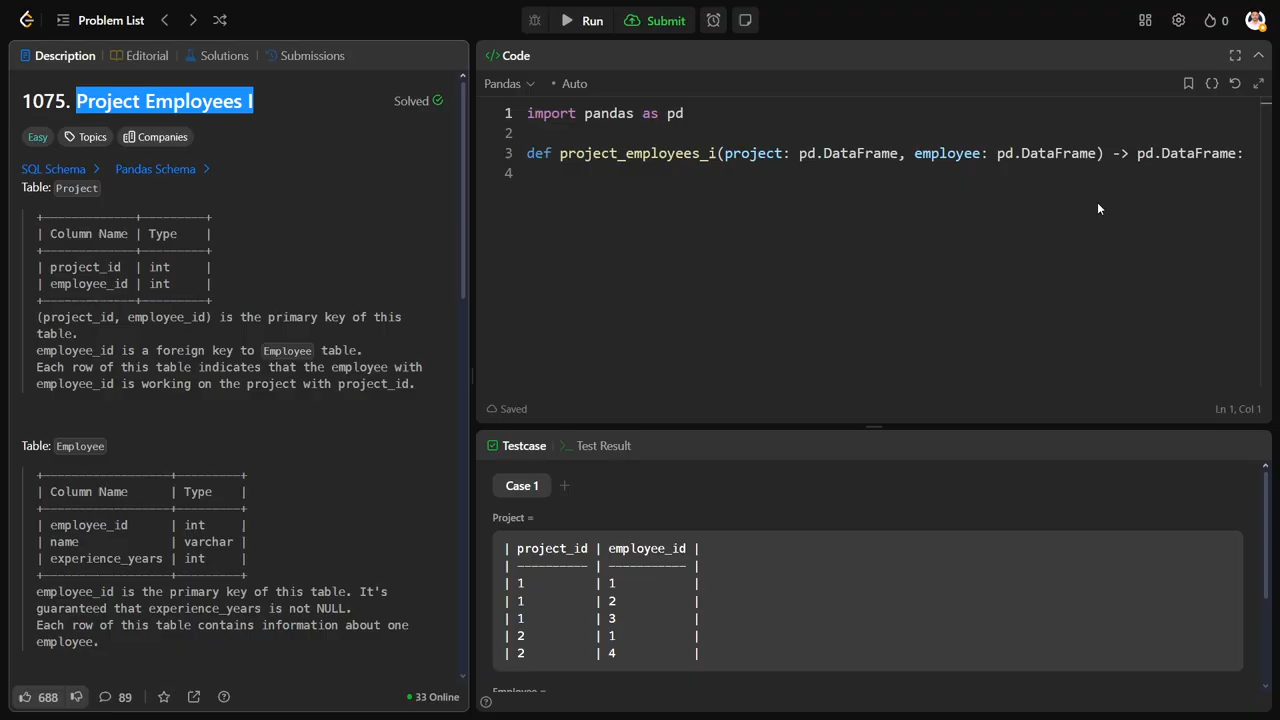 Problem List
Run
Submit
0
Description
Editorial
Solutions
Submissions
1075. Project Employees I
Solved
Easy
Topics
Companies
SQL Schema
Pandas Schema
Table: Project
+-------------+---------+
| Column Name | Type    |
+-------------+---------+
| project_id  | int     |
| employee_id | int     |
+-------------+---------+
(project_id, employee_id) is the primary key of this
table.
employee_id is a foreign key to Employee table.
Each row of this table indicates that the employee with
employee_id is working on the project with project_id.
Table: Employee
+------------------+---------+
| Column Name      | Type    |
+------------------+---------+
| employee_id      | int     |
| name             | varchar |
| experience_years | int     |
+------------------+---------+
employee_id is the primary key of this table. It's
guaranteed that experience_years is not NULL.
Each row of this table contains information about one
employee.
688
89
33 Online
</> Code
Pandas
Auto
1 import pandas as pd
2
3 def project_employees_i(project: pd.DataFrame, employee: pd.DataFrame) -> pd.DataFrame:
4
Saved
Ln 1, Col 1
Testcase
>_ Test Result
Case 1
+
Project =
| project_id | employee_id |
| ---------- | ----------- |
| 1          | 1           |
| 1          | 2           |
| 1          | 3           |
| 2          | 1           |
| 2          | 4           |
Employee =